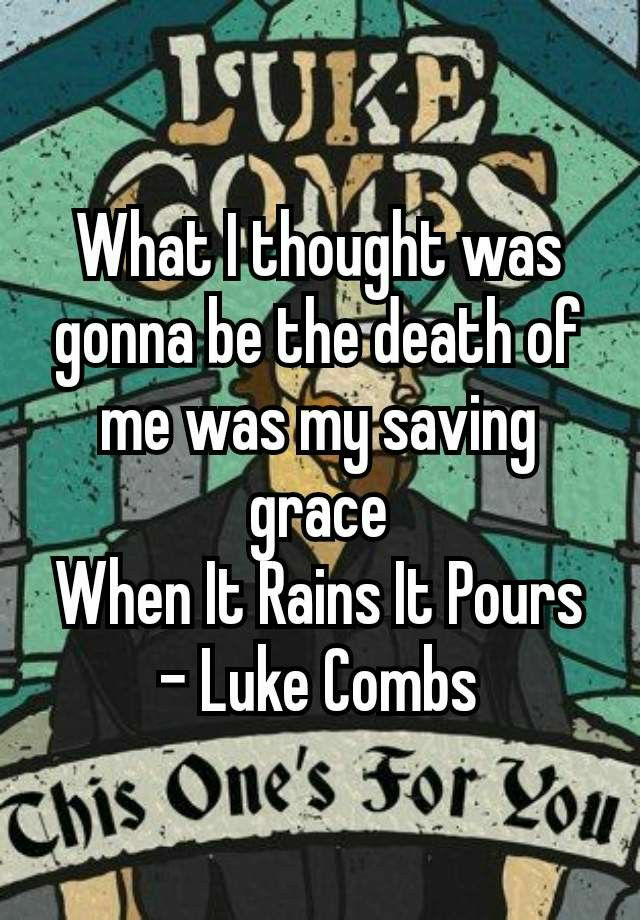 LUKE
COMBS
What I thought was
gonna be the death of
me was my saving
grace
When It Rains It Pours
- Luke Combs
This One's For You